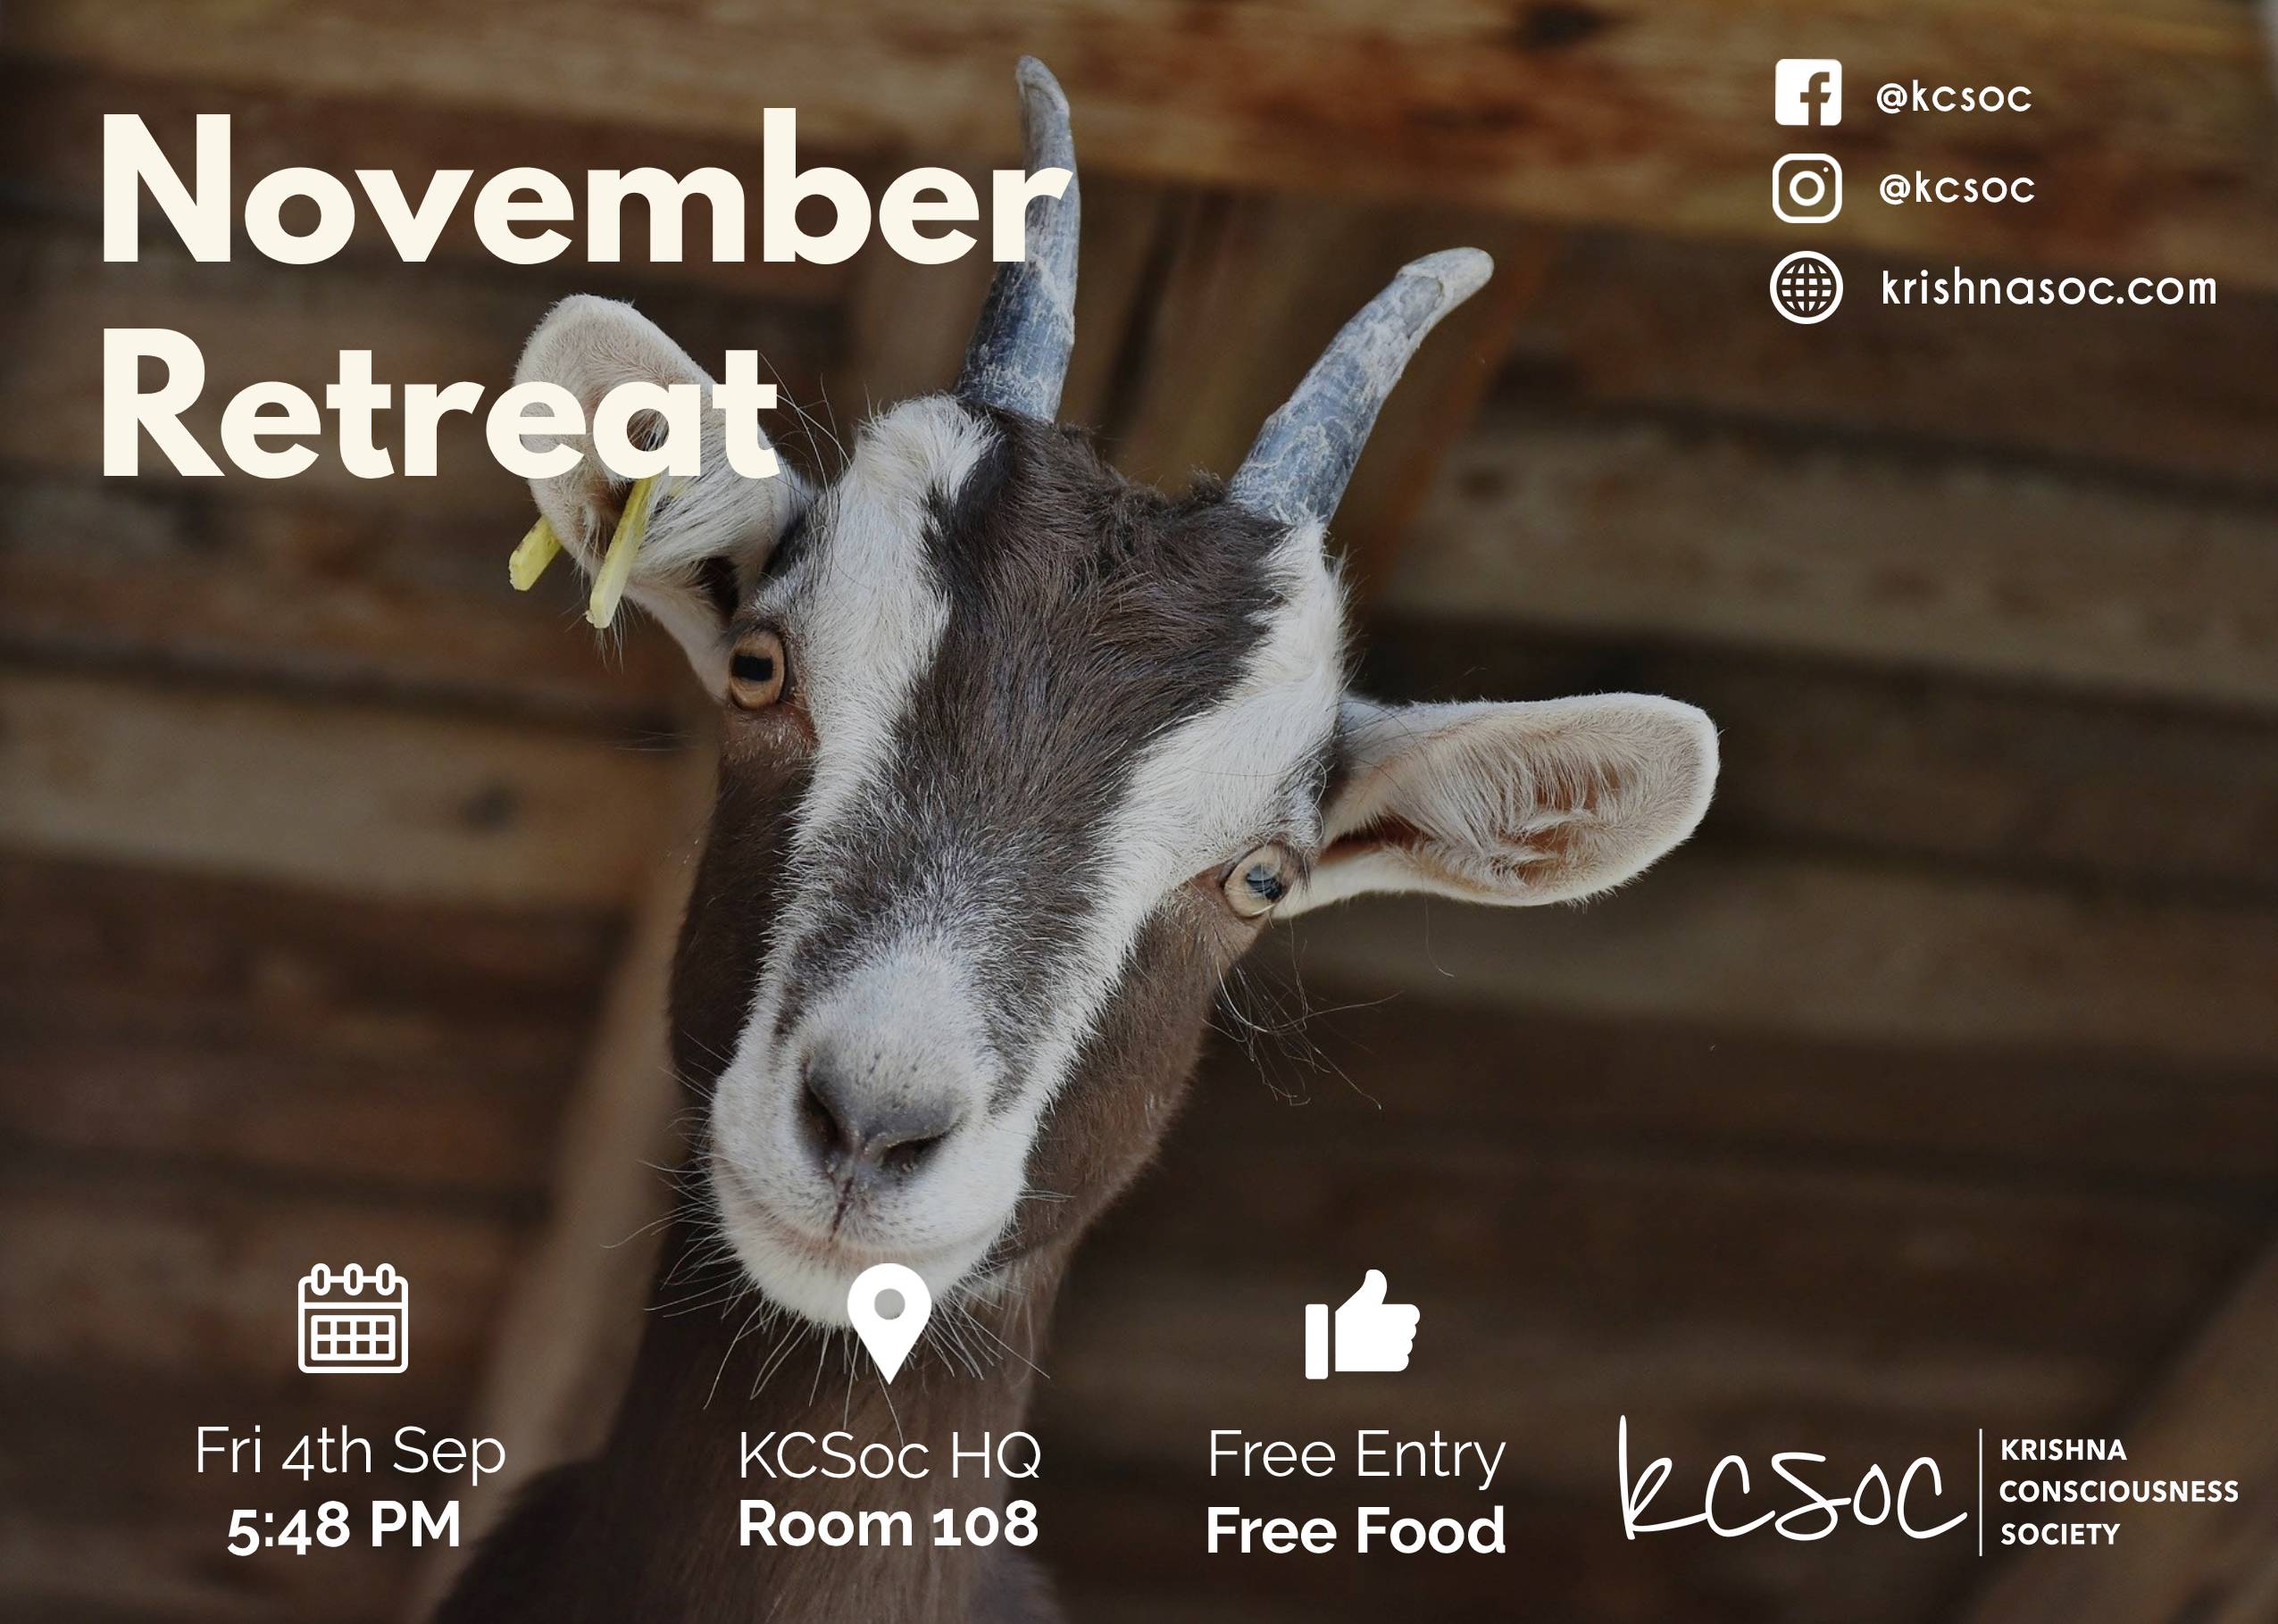 November
Retreat
@kcsoc
@kcsoc
krishnasoc.com
Fri 4th Sep
5:48 PM
KCSoc HQ
Room 108
Free Entry
Free Food
kcsoc
KRISHNA
CONSCIOUSNESS
SOCIETY